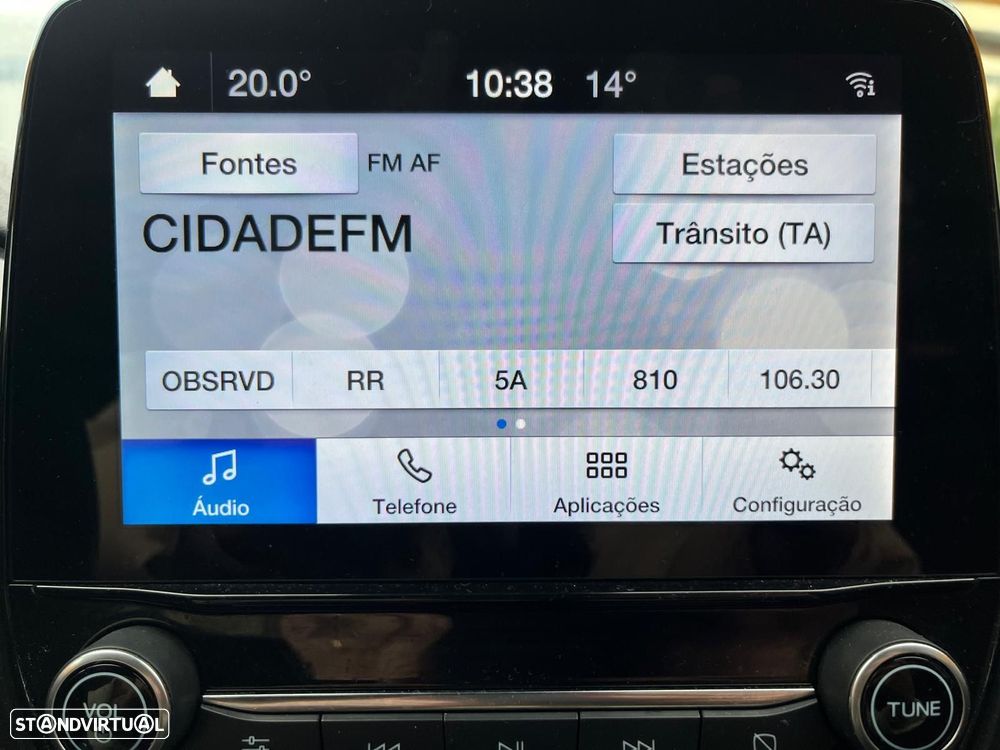 20.0° 10:38 14°
Fontes FM AF Estações
CIDADEFM Trânsito (TA)
OBSRVD RR 5A 810 106.30
Áudio Telefone Aplicações Configuração
VOL TUNE
STANDVIRTUAL